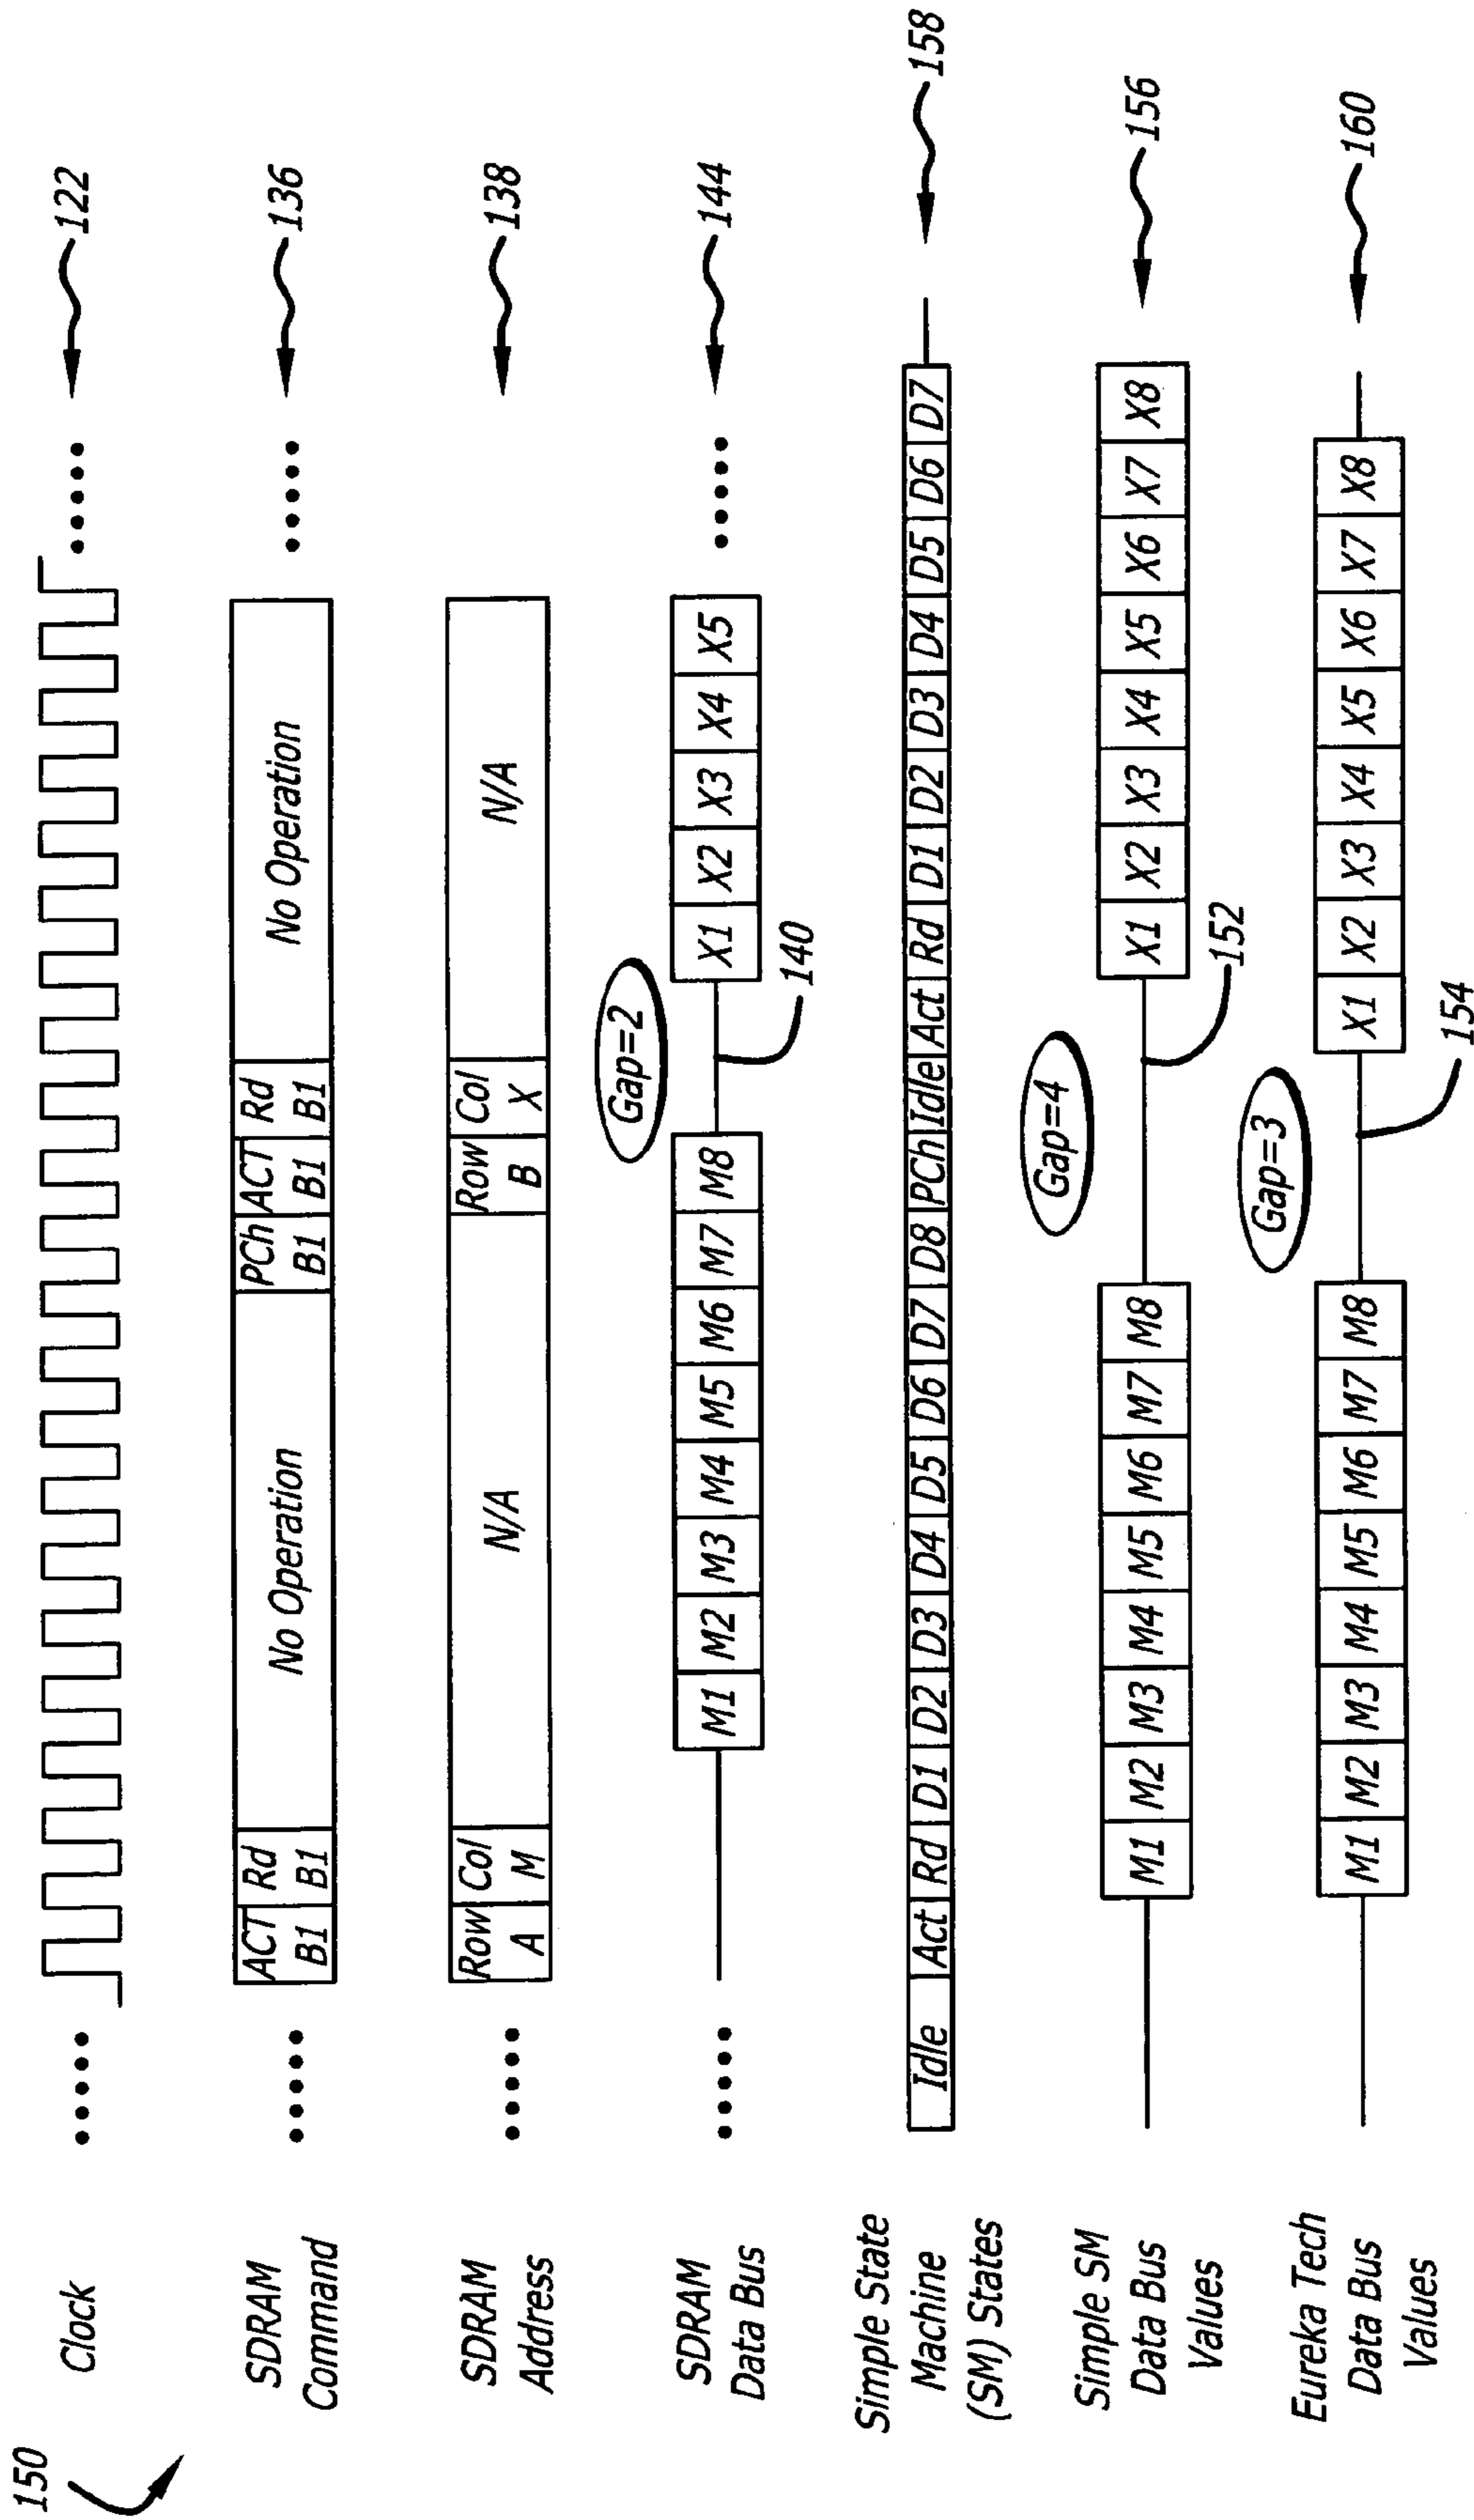 150
Clock
122
SDRAM
Command
ACT
B1
Rd
B1
No Operation
PCh
B1
ACT
B1
Rd
B1
No Operation
136
SDRAM
Address
Row
A
Col
M
N/A
Row
B
Col
X
N/A
138
SDRAM
Data Bus
M1 M2 M3 M4 M5 M6 M7 M8
Gap=2
140
X1 X2 X3 X4 X5
144
Simple State
Machine
(SM) States
Idle Act Rd D1 D2 D3 D4 D5 D6 D7 D8 PCh Idle Act Rd D1 D2 D3 D4 D5 D6 D7
158
Simple SM
Data Bus
Values
M1 M2 M3 M4 M5 M6 M7 M8
Gap=4
152
X1 X2 X3 X4 X5 X6 X7 X8
156
Eureka Tech
Data Bus
Values
M1 M2 M3 M4 M5 M6 M7 M8
Gap=3
154
X1 X2 X3 X4 X5 X6 X7 X8
160